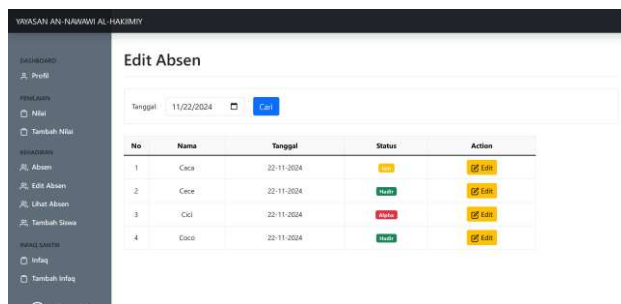 YAYASAN AN-NAWAWI AL-HAKIIMIY
DASHBOARD
Profil
PENILAIAN
Nilai
Tambah Nilai
KEHADIRAN
Absen
Edit Absen
Lihat Absen
Tambah Siswa
INFAQ SANTRI
Infaq
Tambah Infaq
Edit Absen
Tanggal 11/22/2024 Cari
No Nama Tanggal Status Action
1 Caca 22-11-2024 Izin Edit
2 Cece 22-11-2024 Hadir Edit
3 Cici 22-11-2024 Alpha Edit
4 Coco 22-11-2024 Hadir Edit